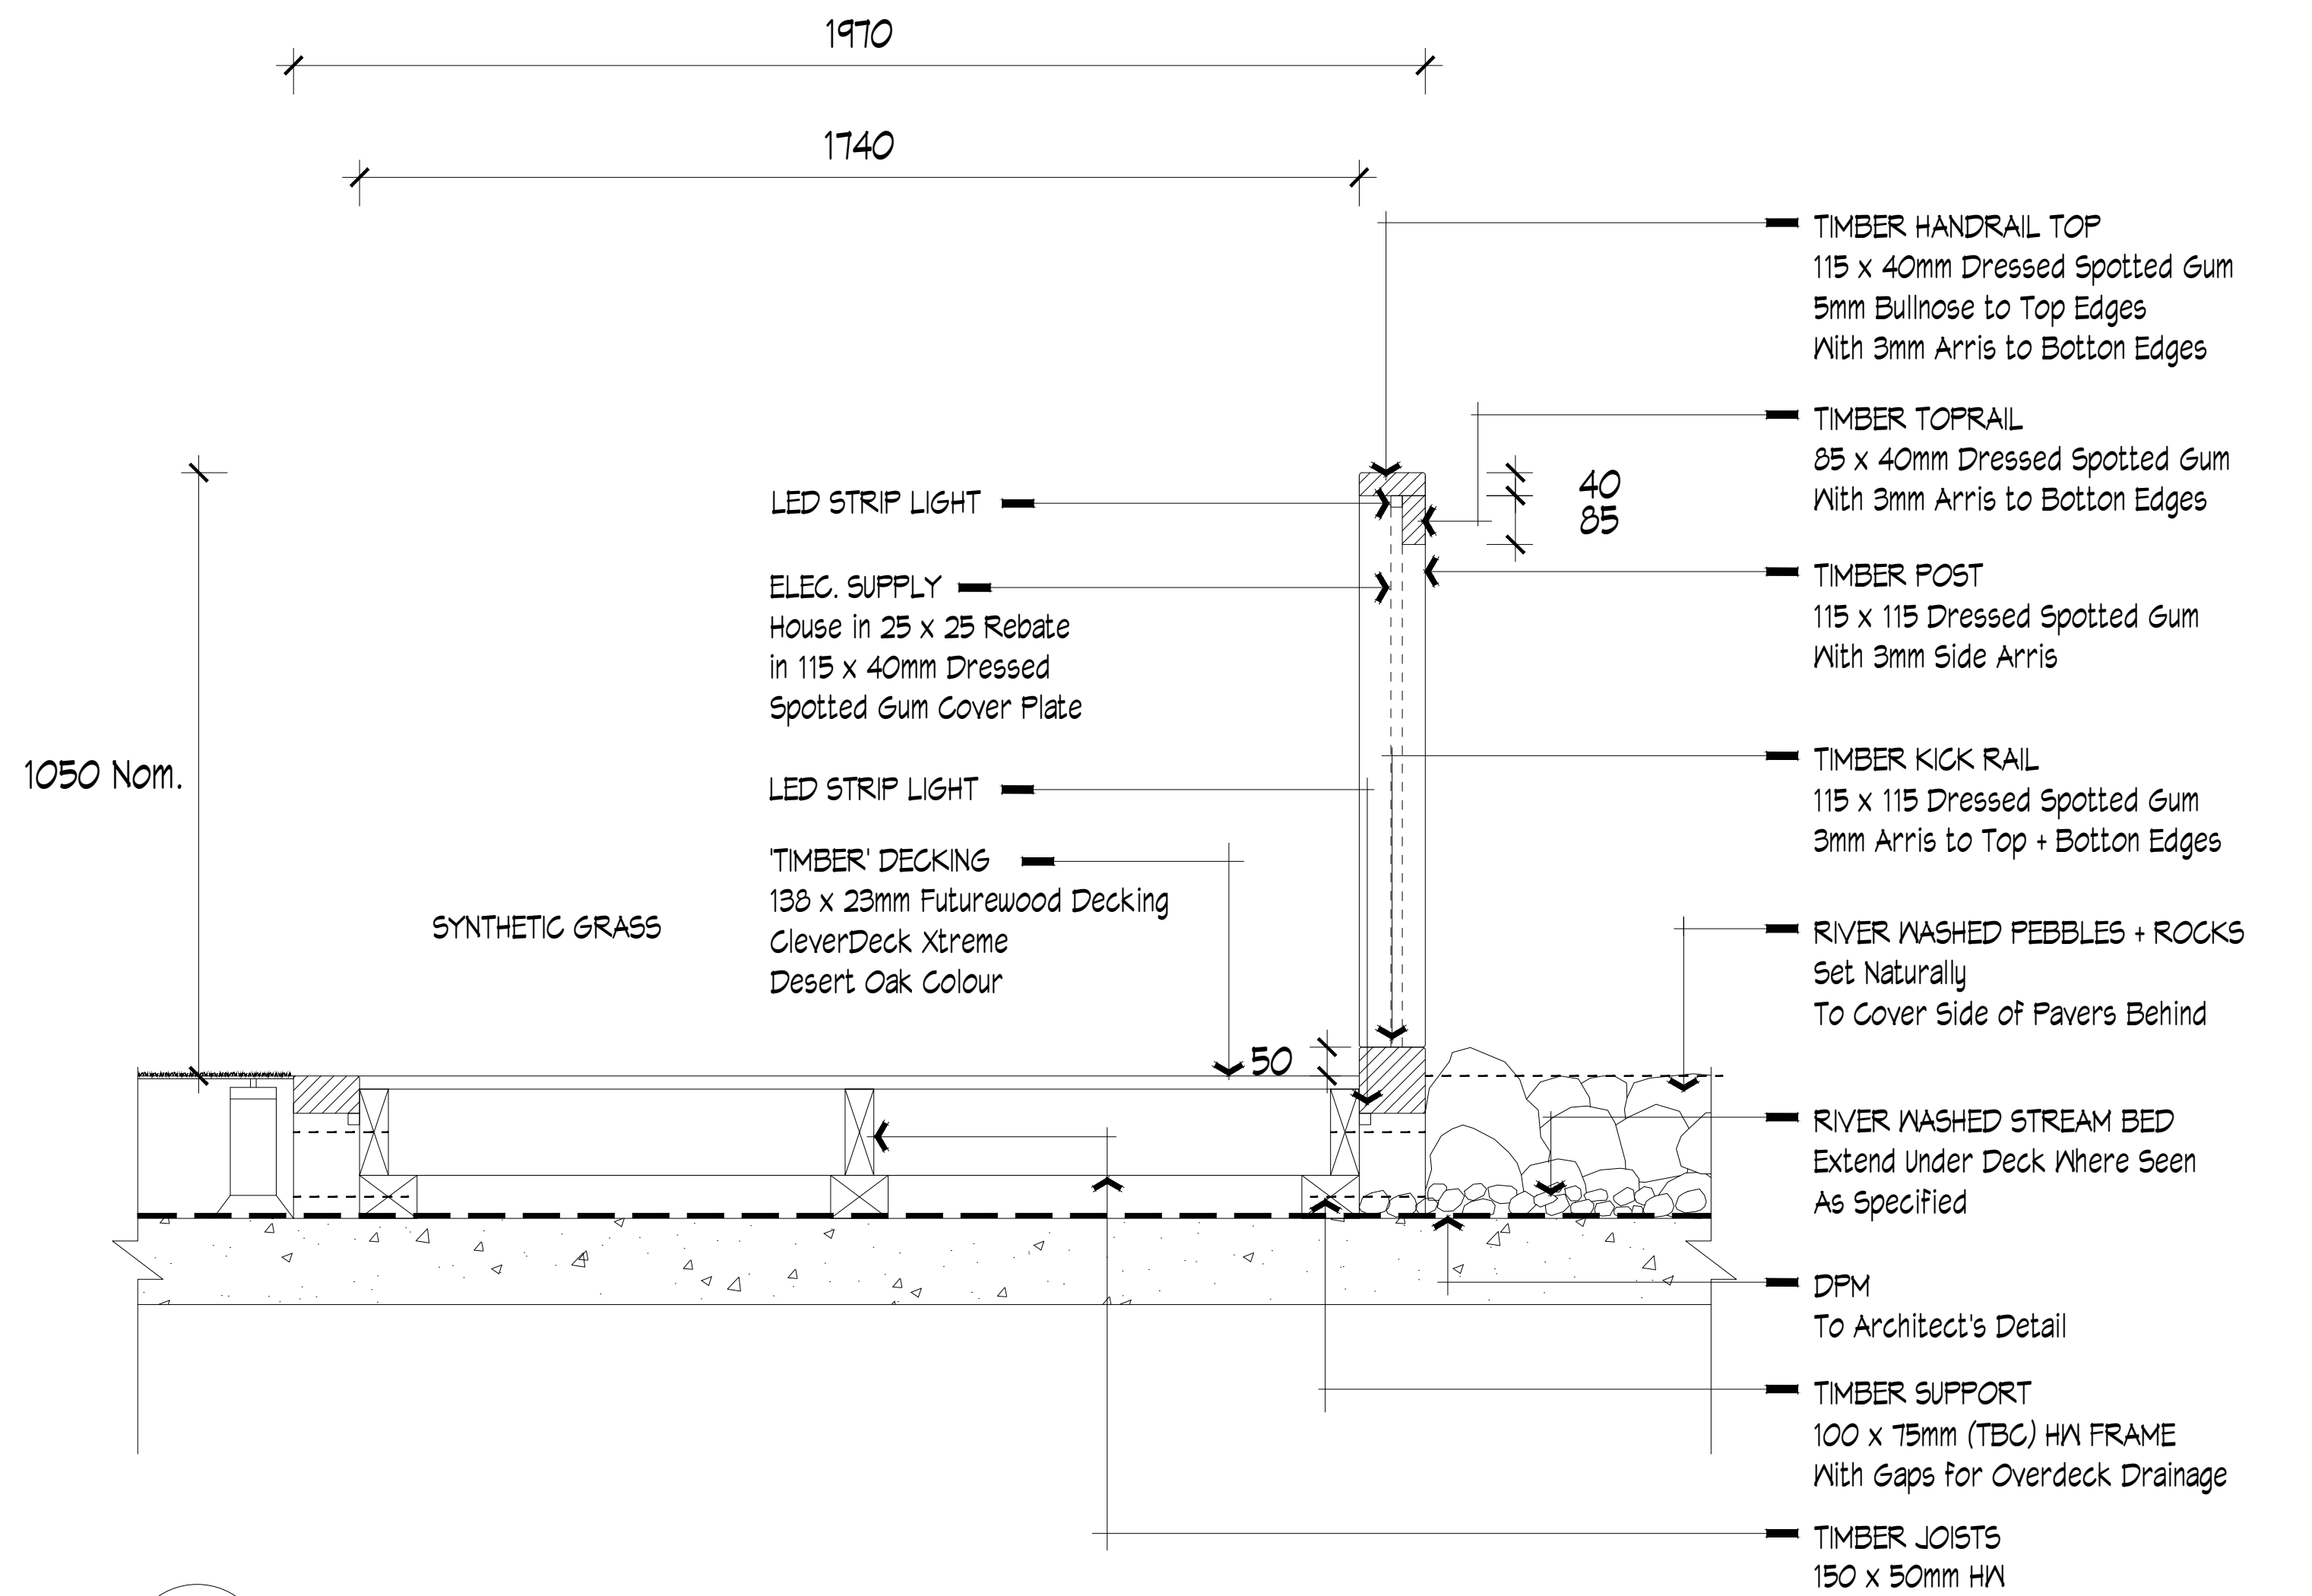 1970
1740
TIMBER HANDRAIL TOP
115 x 40mm Dressed Spotted Gum
5mm Bullnose to Top Edges
With 3mm Arris to Botton Edges
TIMBER TOPRAIL
85 x 40mm Dressed Spotted Gum
With 3mm Arris to Botton Edges
40
85
LED STRIP LIGHT
ELEC. SUPPLY
House in 25 x 25 Rebate
in 115 x 40mm Dressed
Spotted Gum Cover Plate
TIMBER POST
115 x 115 Dressed Spotted Gum
With 3mm Side Arris
1050 Nom.
LED STRIP LIGHT
TIMBER KICK RAIL
115 x 115 Dressed Spotted Gum
3mm Arris to Top + Botton Edges
'TIMBER' DECKING
138 x 23mm Futurewood Decking
CleverDeck Xtreme
Desert Oak Colour
SYNTHETIC GRASS
RIVER WASHED PEBBLES + ROCKS
Set Naturally
To Cover Side of Pavers Behind
50
RIVER WASHED STREAM BED
Extend Under Deck Where Seen
As Specified
DPM
To Architect's Detail
TIMBER SUPPORT
100 x 75mm (TBC) HW FRAME
With Gaps for Overdeck Drainage
TIMBER JOISTS
150 x 50mm HW